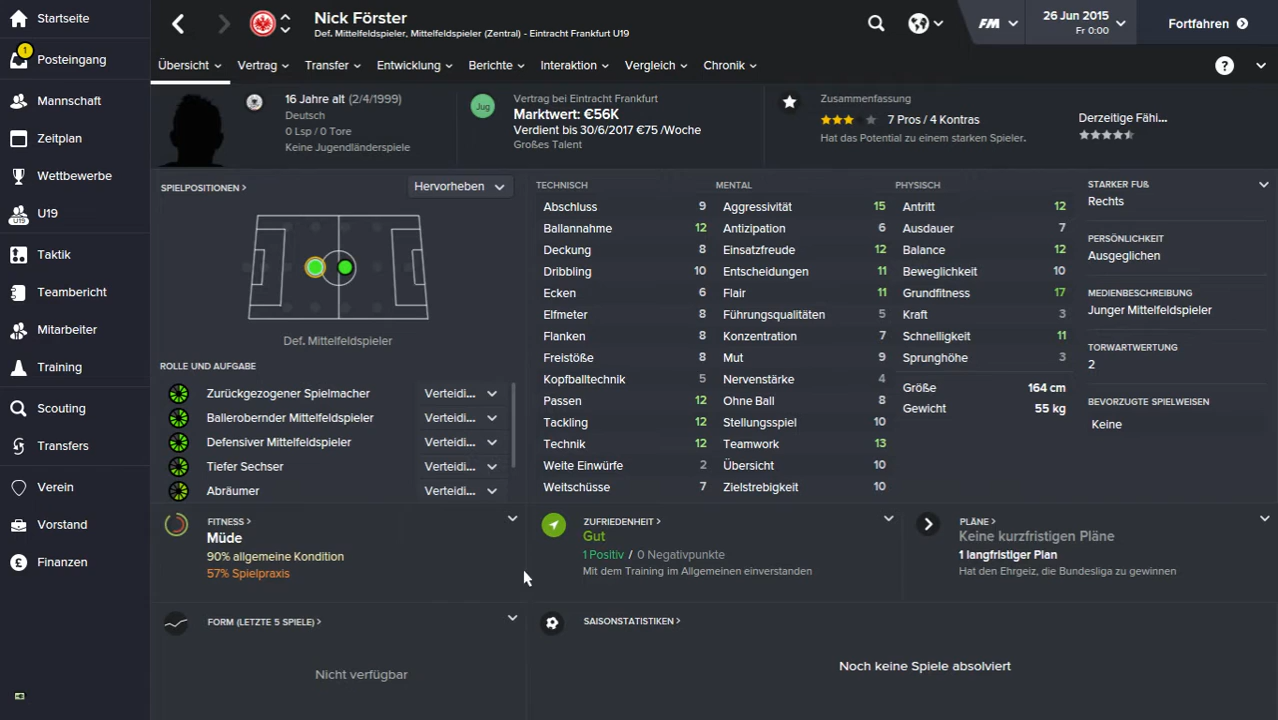 Startseite
1
Posteingang
Mannschaft
Zeitplan
Wettbewerbe
U19
U19
Taktik
Teambericht
Mitarbeiter
Training
Scouting
Transfers
Verein
Vorstand
£
Finanzen
Nick Förster
Def. Mittelfeldspieler, Mittelfeldspieler (Zentral) - Eintracht Frankfurt U19
FM
26 Jun 2015
Fr 0:00
Fortfahren
Übersicht
Vertrag
Transfer
Entwicklung
Berichte
Interaktion
Vergleich
Chronik
?
16 Jahre alt (2/4/1999)
Deutsch
0 Lsp / 0 Tore
Keine Jugendländerspiele
Jug
Vertrag bei Eintracht Frankfurt
Marktwert: €56K
Verdient bis 30/6/2017 €75 /Woche
Großes Talent
Zusammenfassung
7 Pros / 4 Kontras
Hat das Potential zu einem starken Spieler.
Derzeitige Fähi...
SPIELPOSITIONEN >
Hervorheben
Def. Mittelfeldspieler
ROLLE UND AUFGABE
Zurückgezogener Spielmacher Verteidi...
Ballerobernder Mittelfeldspieler Verteidi...
Defensiver Mittelfeldspieler Verteidi...
Tiefer Sechser Verteidi...
Abräumer Verteidi...
TECHNISCH
Abschluss 9
Ballannahme 12
Deckung 8
Dribbling 10
Ecken 6
Elfmeter 8
Flanken 8
Freistöße 8
Kopfballtechnik 5
Passen 12
Tackling 12
Technik 12
Weite Einwürfe 2
Weitschüsse 7
MENTAL
Aggressivität 15
Antizipation 6
Einsatzfreude 12
Entscheidungen 11
Flair 11
Führungsqualitäten 5
Konzentration 7
Mut 9
Nervenstärke 4
Ohne Ball 8
Stellungsspiel 10
Teamwork 13
Übersicht 10
Zielstrebigkeit 10
PHYSISCH
Antritt 12
Ausdauer 7
Balance 12
Beweglichkeit 10
Grundfitness 17
Kraft 3
Schnelligkeit 11
Sprunghöhe 3
Größe 164 cm
Gewicht 55 kg
STARKER FUß
Rechts
PERSÖNLICHKEIT
Ausgeglichen
MEDIENBESCHREIBUNG
Junger Mittelfeldspieler
TORWARTWERTUNG
2
BEVORZUGTE SPIELWEISEN
Keine
FITNESS >
Müde
90% allgemeine Kondition
57% Spielpraxis
ZUFRIEDENHEIT >
Gut
1 Positiv / 0 Negativpunkte
Mit dem Training im Allgemeinen einverstanden
PLÄNE >
Keine kurzfristigen Pläne
1 langfristiger Plan
Hat den Ehrgeiz, die Bundesliga zu gewinnen
FORM (LETZTE 5 SPIELE) >
Nicht verfügbar
SAISONSTATISTIKEN >
Noch keine Spiele absolviert